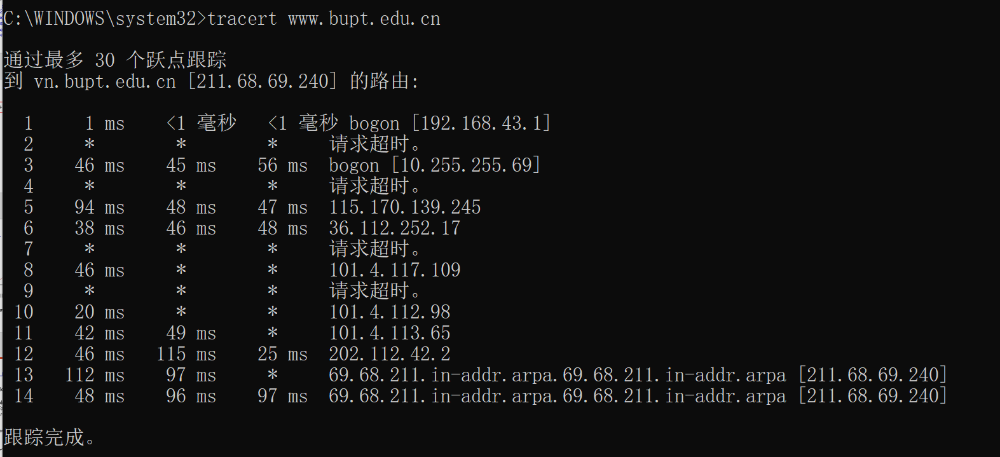 C:\WINDOWS\system32>tracert www.bupt.edu.cn
通过最多 30 个跃点跟踪
到 vn.bupt.edu.cn [211.68.69.240] 的路由:
1 1 ms <1 毫秒 <1 毫秒 bogon [192.168.43.1]
2 * * * 请求超时。
3 46 ms 45 ms 56 ms bogon [10.255.255.69]
4 * * * 请求超时。
5 94 ms 48 ms 47 ms 115.170.139.245
6 38 ms 46 ms 48 ms 36.112.252.17
7 * * * 请求超时。
8 46 ms * * 101.4.117.109
9 * * * 请求超时。
10 20 ms * * 101.4.112.98
11 42 ms 49 ms * 101.4.113.65
12 46 ms 115 ms 25 ms 202.112.42.2
13 112 ms 97 ms * 69.68.211.in-addr.arpa.69.68.211.in-addr.arpa [211.68.69.240]
14 48 ms 96 ms 97 ms 69.68.211.in-addr.arpa.69.68.211.in-addr.arpa [211.68.69.240]
跟踪完成。